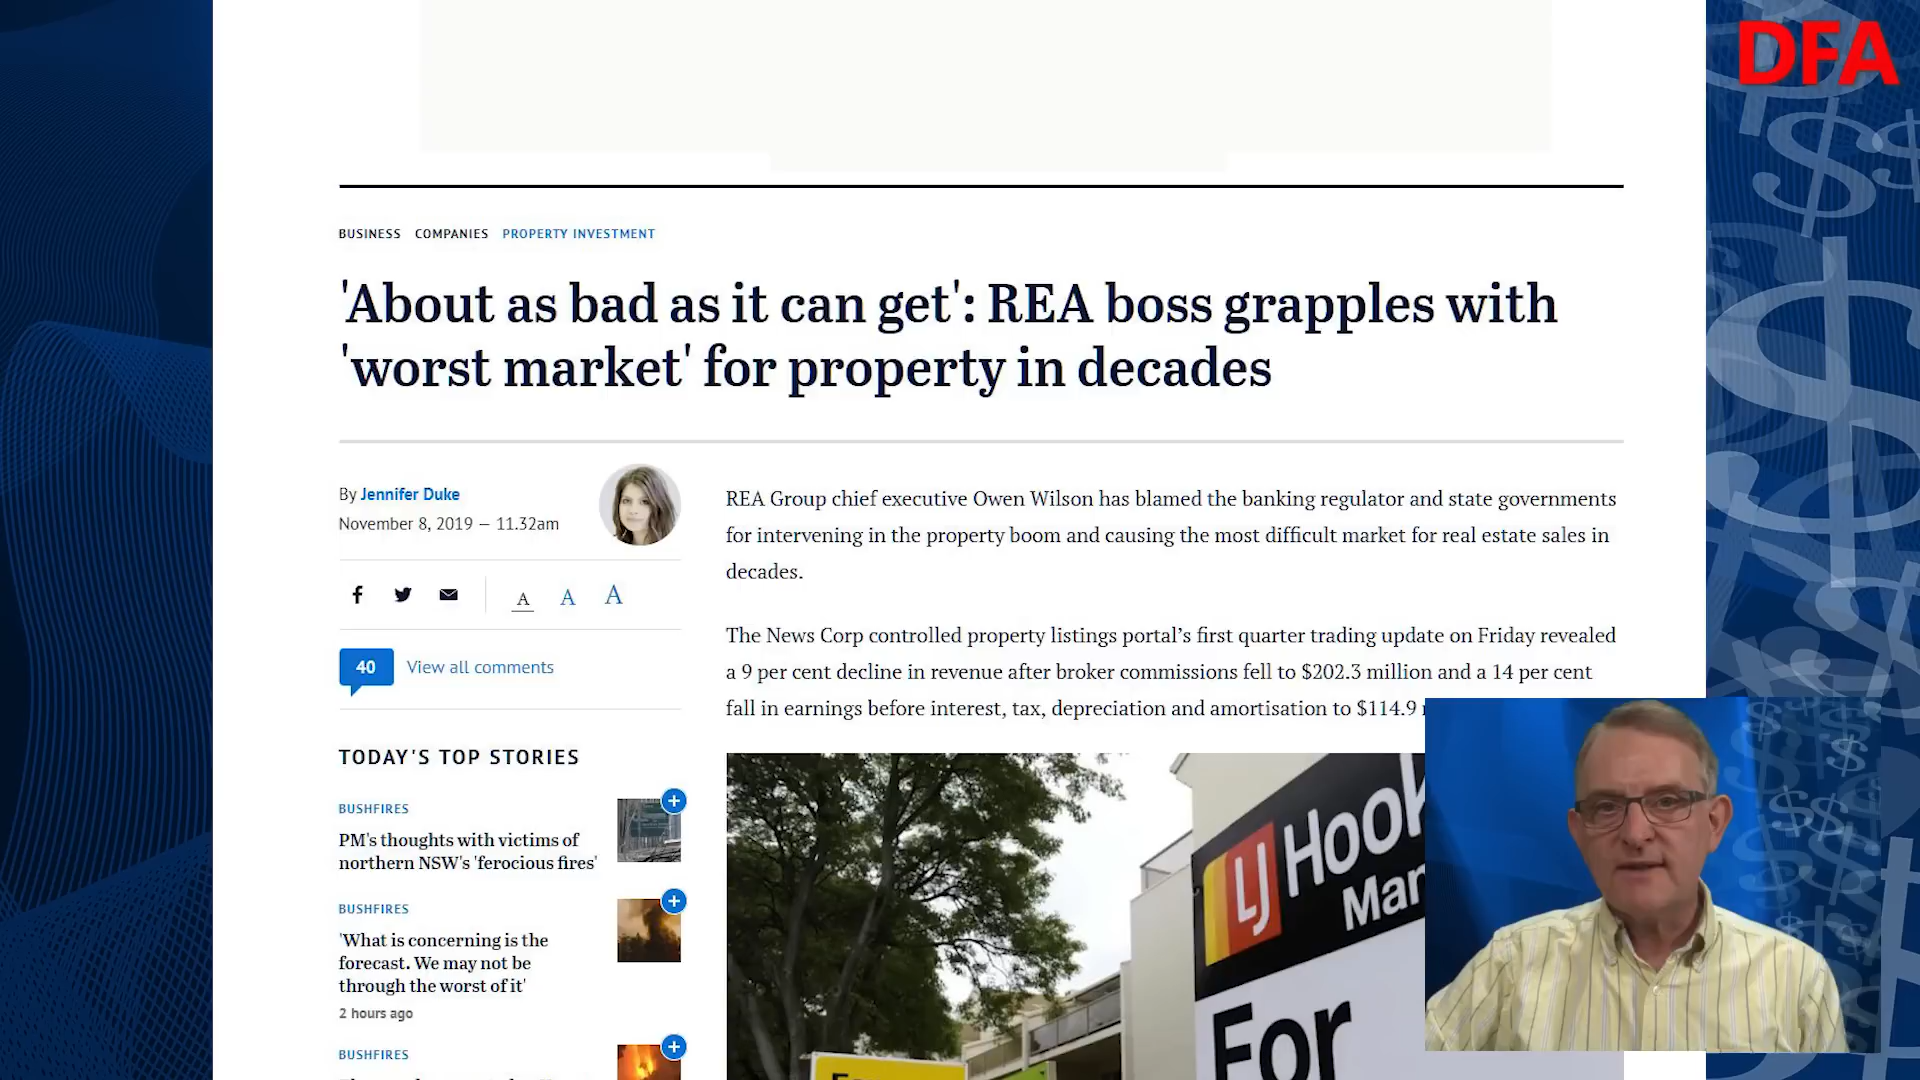 DFA
BUSINESS COMPANIES PROPERTY INVESTMENT
'About as bad as it can get': REA boss grapples with
'worst market' for property in decades
By Jennifer Duke
November 8, 2019 — 11.32am
A A A
40 View all comments
TODAY'S TOP STORIES
BUSHFIRES
PM's thoughts with victims of
northern NSW's 'ferocious fires'
BUSHFIRES
'What is concerning is the
forecast. We may not be
through the worst of it'
2 hours ago
BUSHFIRES
REA Group chief executive Owen Wilson has blamed the banking regulator and state governments
for intervening in the property boom and causing the most difficult market for real estate sales in
decades.
The News Corp controlled property listings portal's first quarter trading update on Friday revealed
a 9 per cent decline in revenue after broker commissions fell to $202.3 million and a 14 per cent
fall in earnings before interest, tax, depreciation and amortisation to $114.9
LJ Hook
Man
For